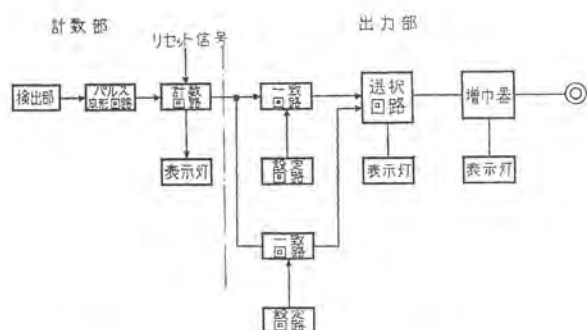 計数部
出力部
リセット信号
検出部
パルス
整形回路
計数
回路
一致
回路
選択
回路
増巾器
表示灯
設定
回路
表示灯
表示灯
一致
回路
設定
回路